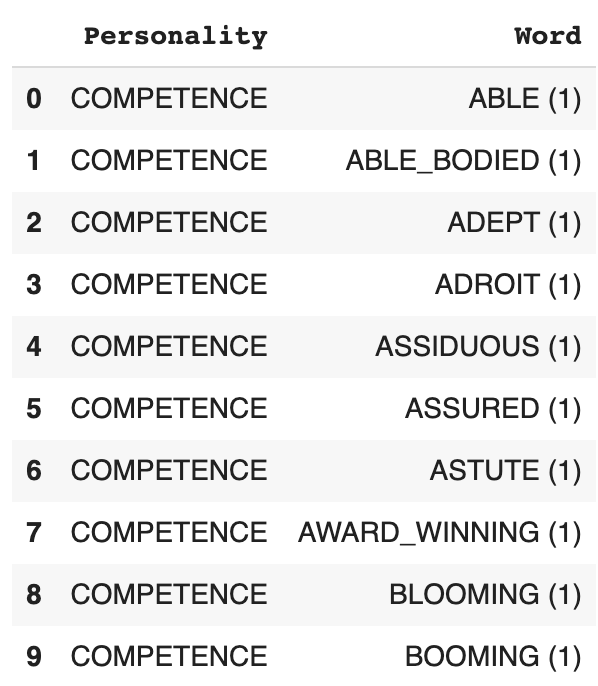 Personality Word
0 COMPETENCE ABLE (1)
1 COMPETENCE ABLE_BODIED (1)
2 COMPETENCE ADEPT (1)
3 COMPETENCE ADROIT (1)
4 COMPETENCE ASSIDUOUS (1)
5 COMPETENCE ASSURED (1)
6 COMPETENCE ASTUTE (1)
7 COMPETENCE AWARD_WINNING (1)
8 COMPETENCE BLOOMING (1)
9 COMPETENCE BOOMING (1)